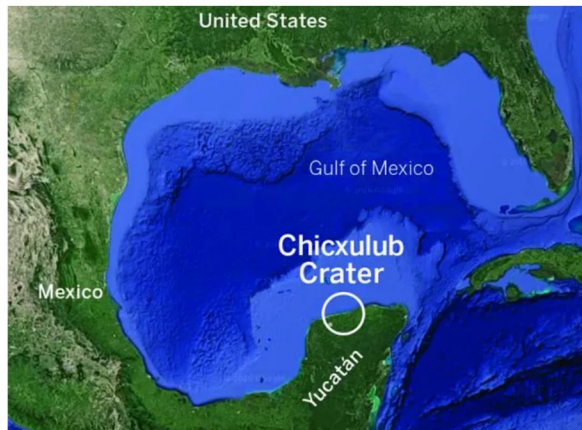 United States
Gulf of Mexico
Chicxulub
Crater
Mexico
Yucatán